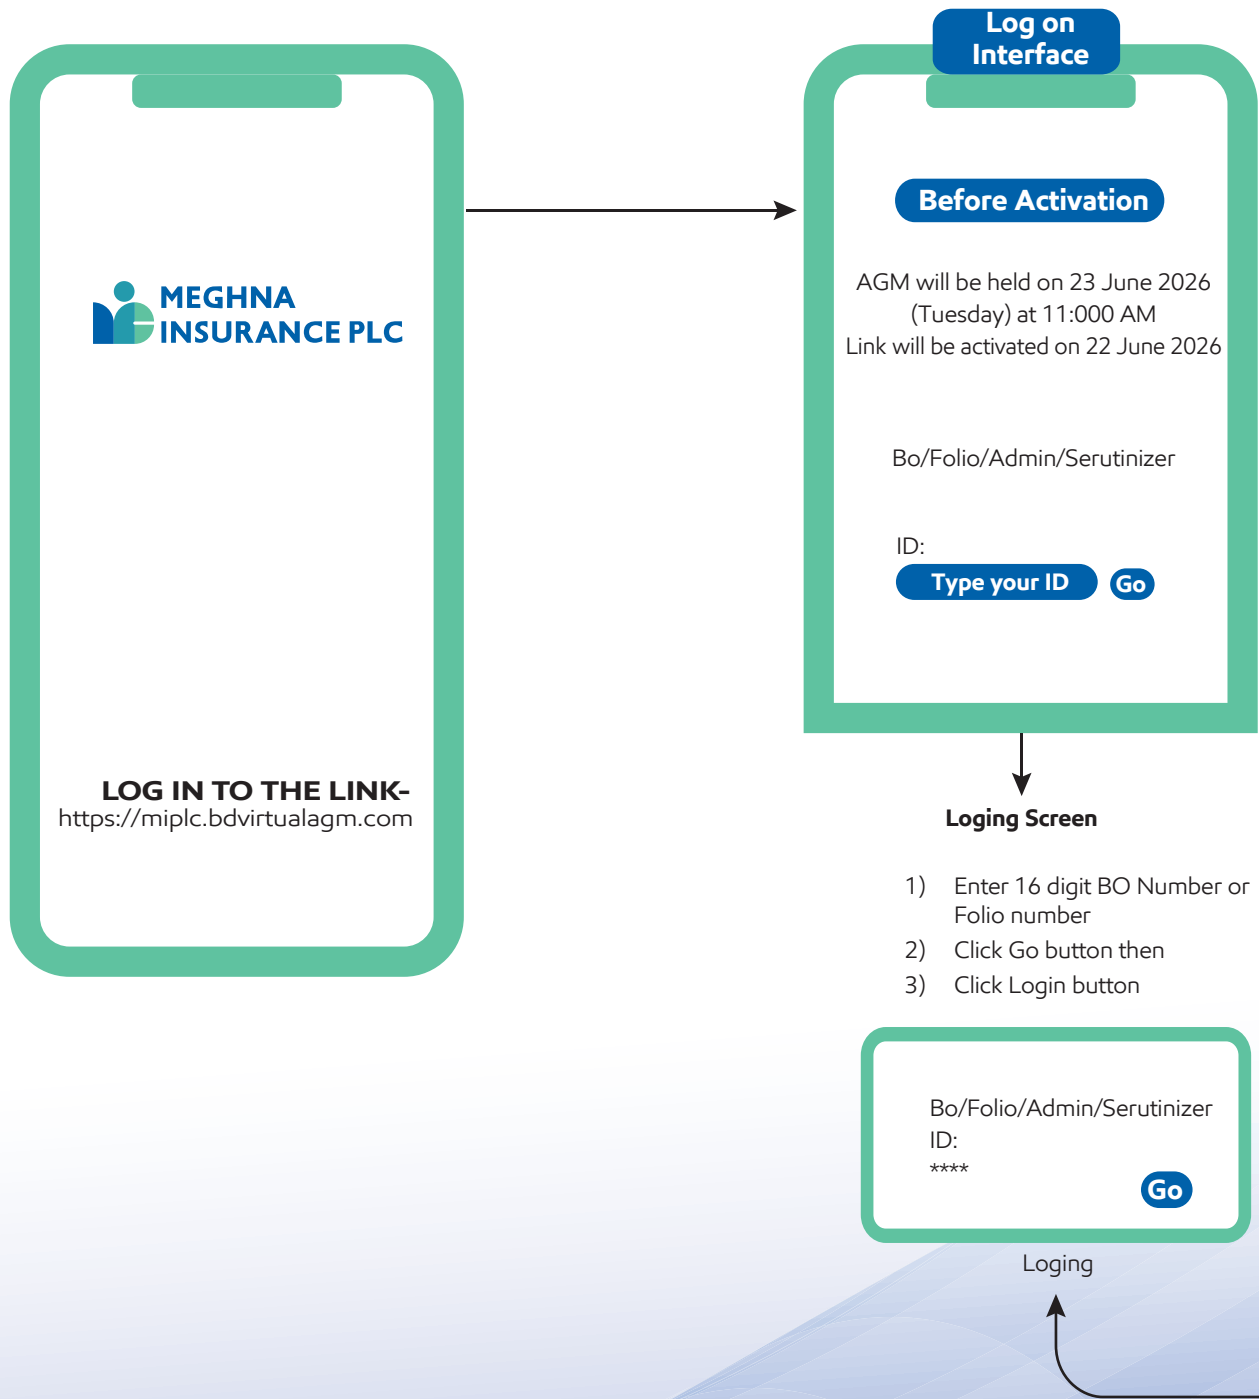 MEGHNA
INSURANCE PLC
LOG IN TO THE LINK-
https://miplc.bdvirtualagm.com
Log on
Interface
Before Activation
AGM will be held on 23 June 2026
(Tuesday) at 11:000 AM
Link will be activated on 22 June 2026
Bo/Folio/Admin/Serutinizer
ID:
Type your ID Go
Loging Screen
1) Enter 16 digit BO Number or
Folio number
2) Click Go button then
3) Click Login button
Bo/Folio/Admin/Serutinizer
ID:
****
Go
Loging